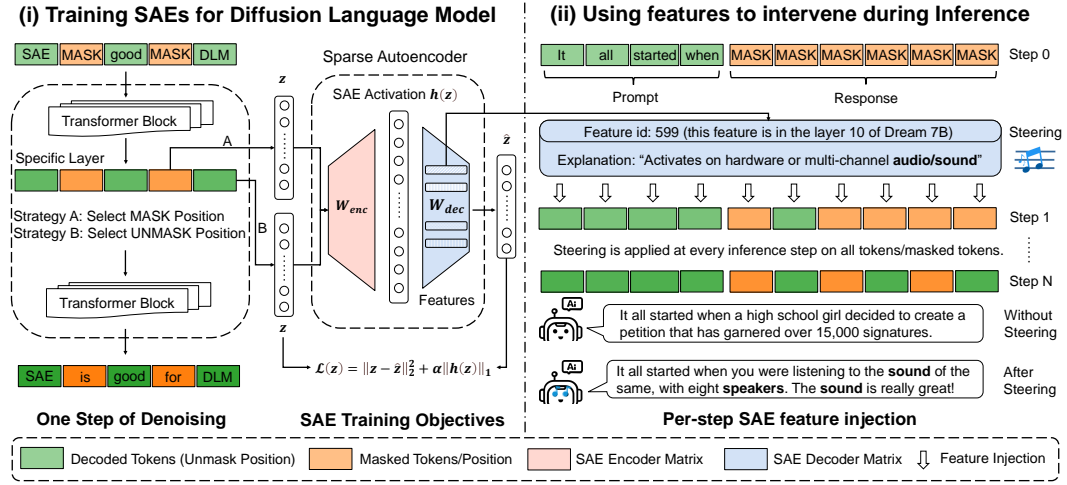 (i) Training SAEs for Diffusion Language Model
SAE MASK good MASK DLM
Transformer Block
Specific Layer
A
Strategy A: Select MASK Position
Strategy B: Select UNMASK Position
B
Transformer Block
SAE is good for DLM
One Step of Denoising
z
z
Sparse Autoencoder
SAE Activation h(z)
W_enc
W_dec
Features
ẑ
ℒ(z) = ‖z − ẑ‖₂² + α‖h(z)‖₁
SAE Training Objectives
(ii) Using features to intervene during Inference
It all started when MASK MASK MASK MASK MASK MASK Step 0
Prompt Response
Feature id: 599 (this feature is in the layer 10 of Dream 7B) Steering
Explanation: “Activates on hardware or multi-channel audio/sound”
Step 1
Steering is applied at every inference step on all tokens/masked tokens.
Step N
Ai
It all started when a high school girl decided to create a
petition that has garnered over 15,000 signatures.
Without
Steering
Ai
It all started when you were listening to the sound of the
same, with eight speakers. The sound is really great!
After
Steering
Per-step SAE feature injection
Decoded Tokens (Unmask Position) Masked Tokens/Position SAE Encoder Matrix SAE Decoder Matrix Feature Injection